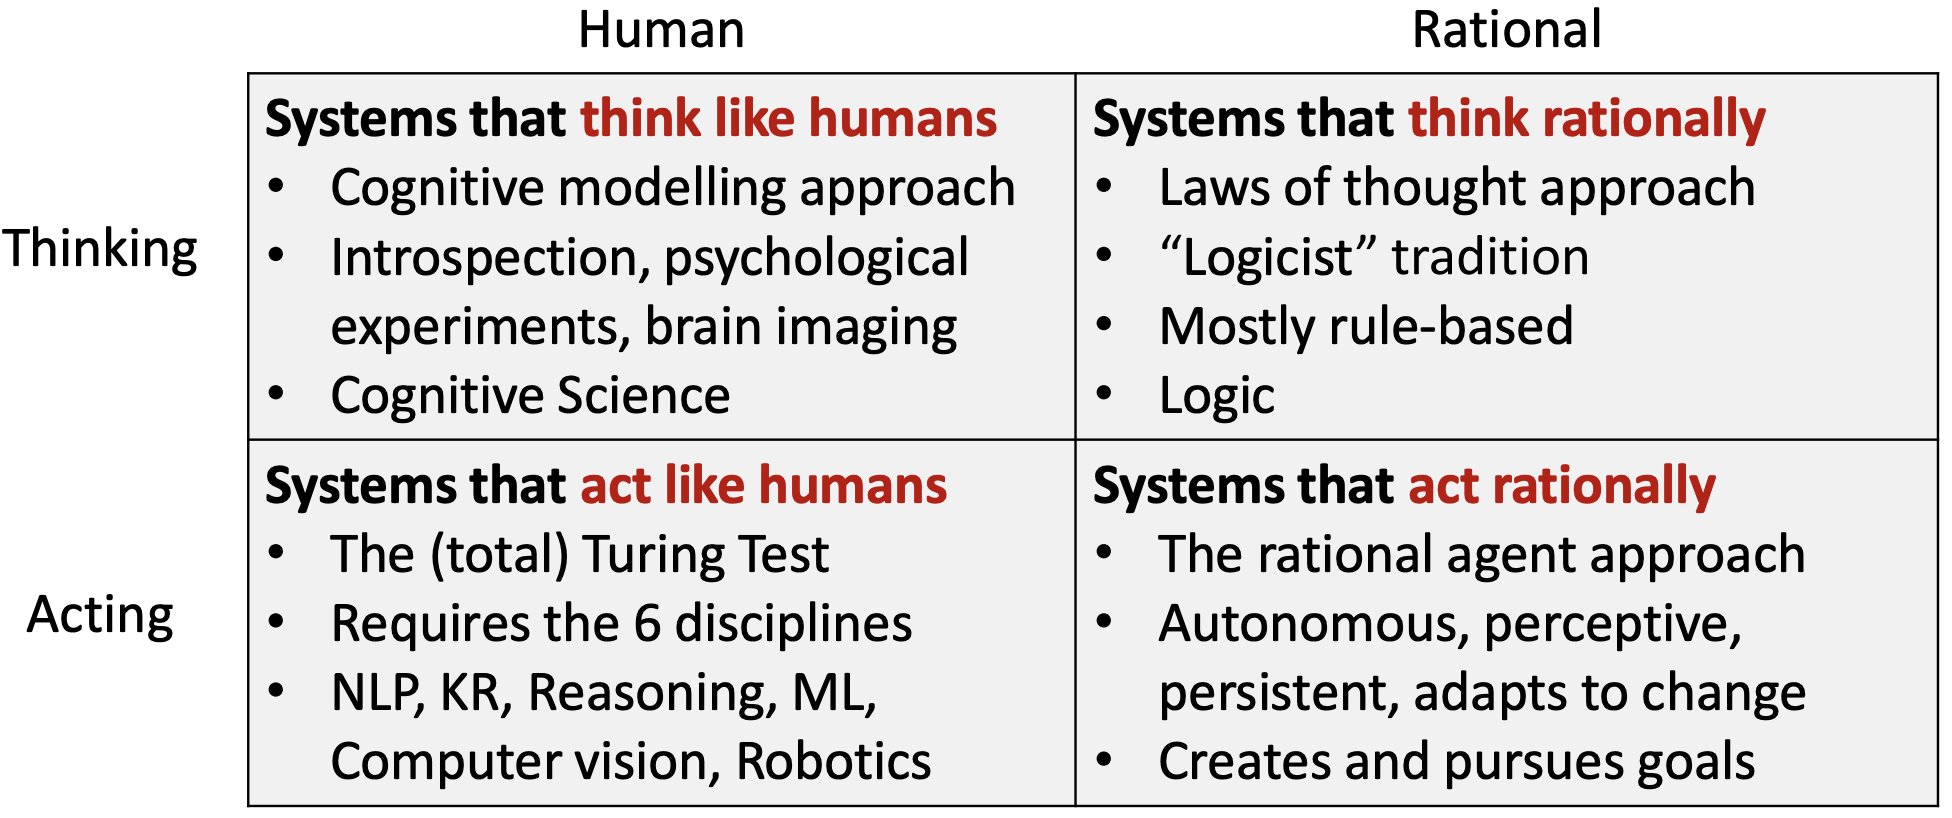 Human
Rational
Thinking
Systems that think like humans
• Cognitive modelling approach
• Introspection, psychological
experiments, brain imaging
• Cognitive Science
Systems that think rationally
• Laws of thought approach
• “Logicist” tradition
• Mostly rule-based
• Logic
Acting
Systems that act like humans
• The (total) Turing Test
• Requires the 6 disciplines
• NLP, KR, Reasoning, ML,
Computer vision, Robotics
Systems that act rationally
• The rational agent approach
• Autonomous, perceptive,
persistent, adapts to change
• Creates and pursues goals